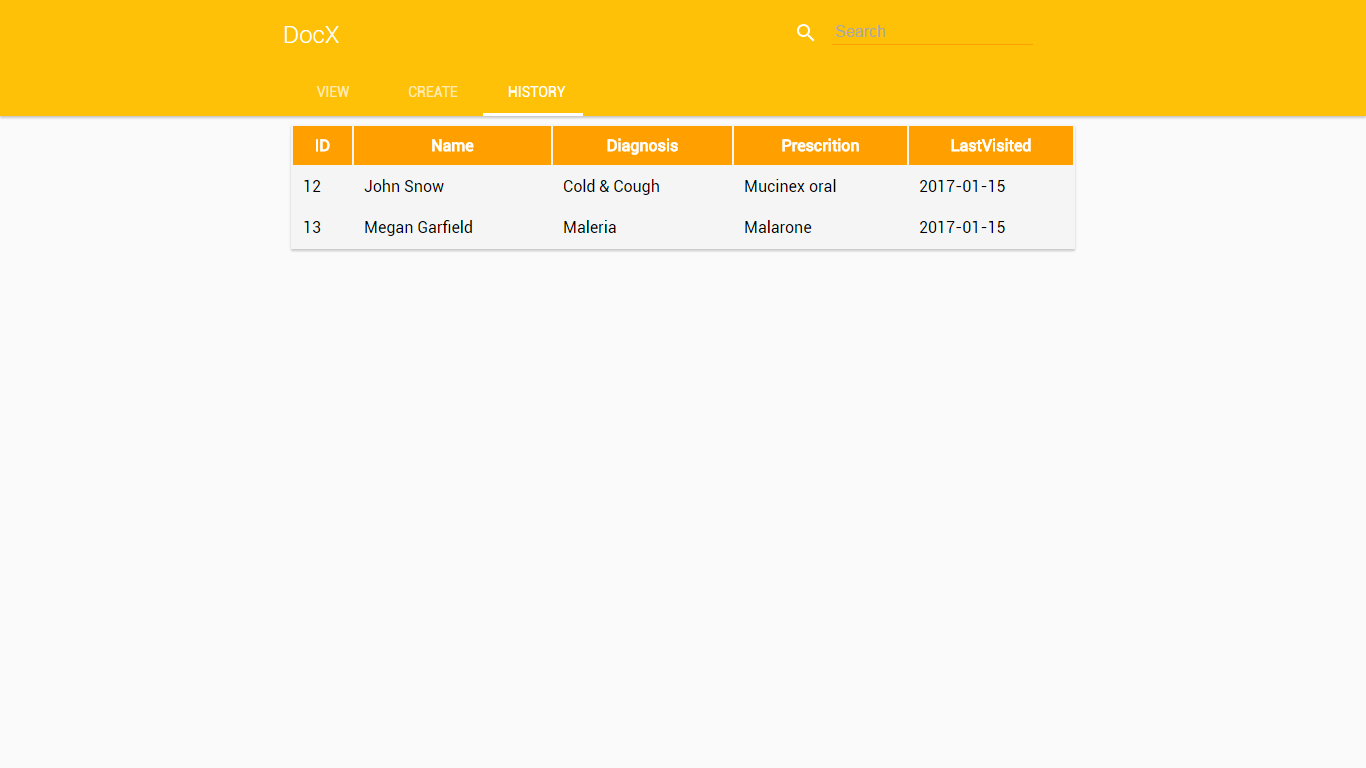 DocX
Search
VIEW CREATE HISTORY
ID Name Diagnosis Prescrition LastVisited
12 John Snow Cold & Cough Mucinex oral 2017-01-15
13 Megan Garfield Maleria Malarone 2017-01-15